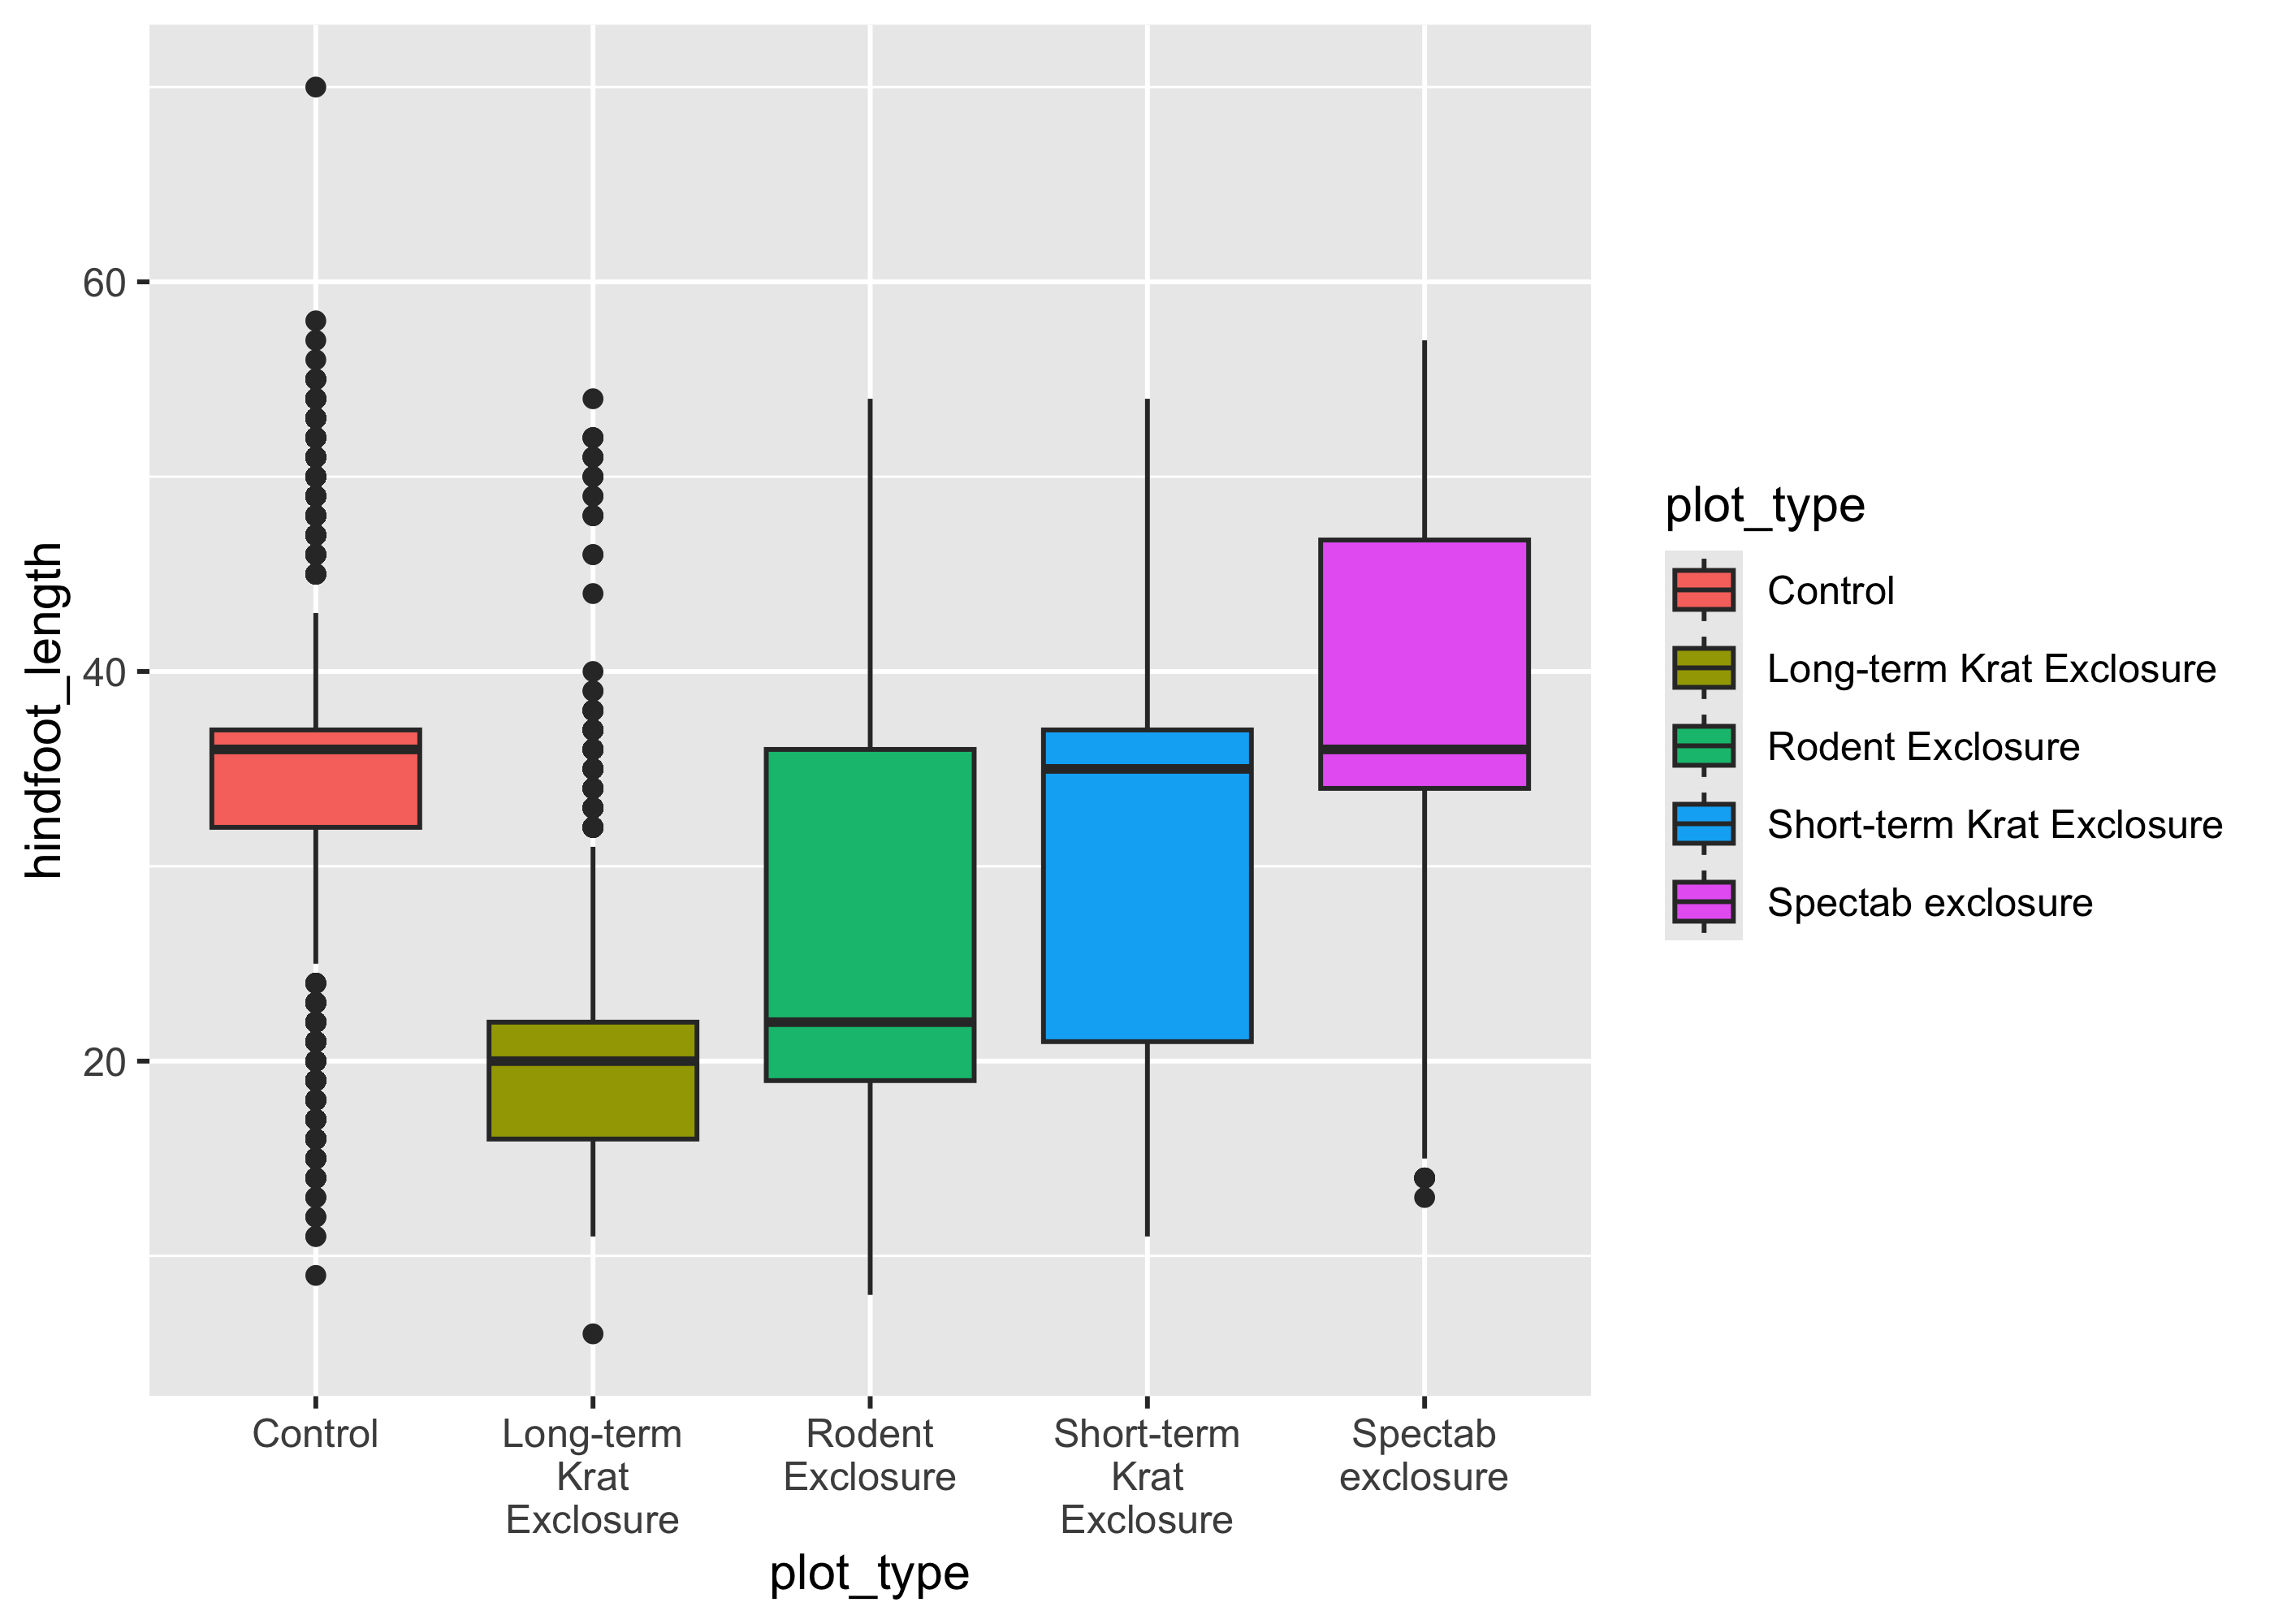 hindfoot_length
60
40
20
Control
Long-term
Krat
Exclosure
Rodent
Exclosure
Short-term
Krat
Exclosure
Spectab
exclosure
plot_type
plot_type
Control
Long-term Krat Exclosure
Rodent Exclosure
Short-term Krat Exclosure
Spectab exclosure